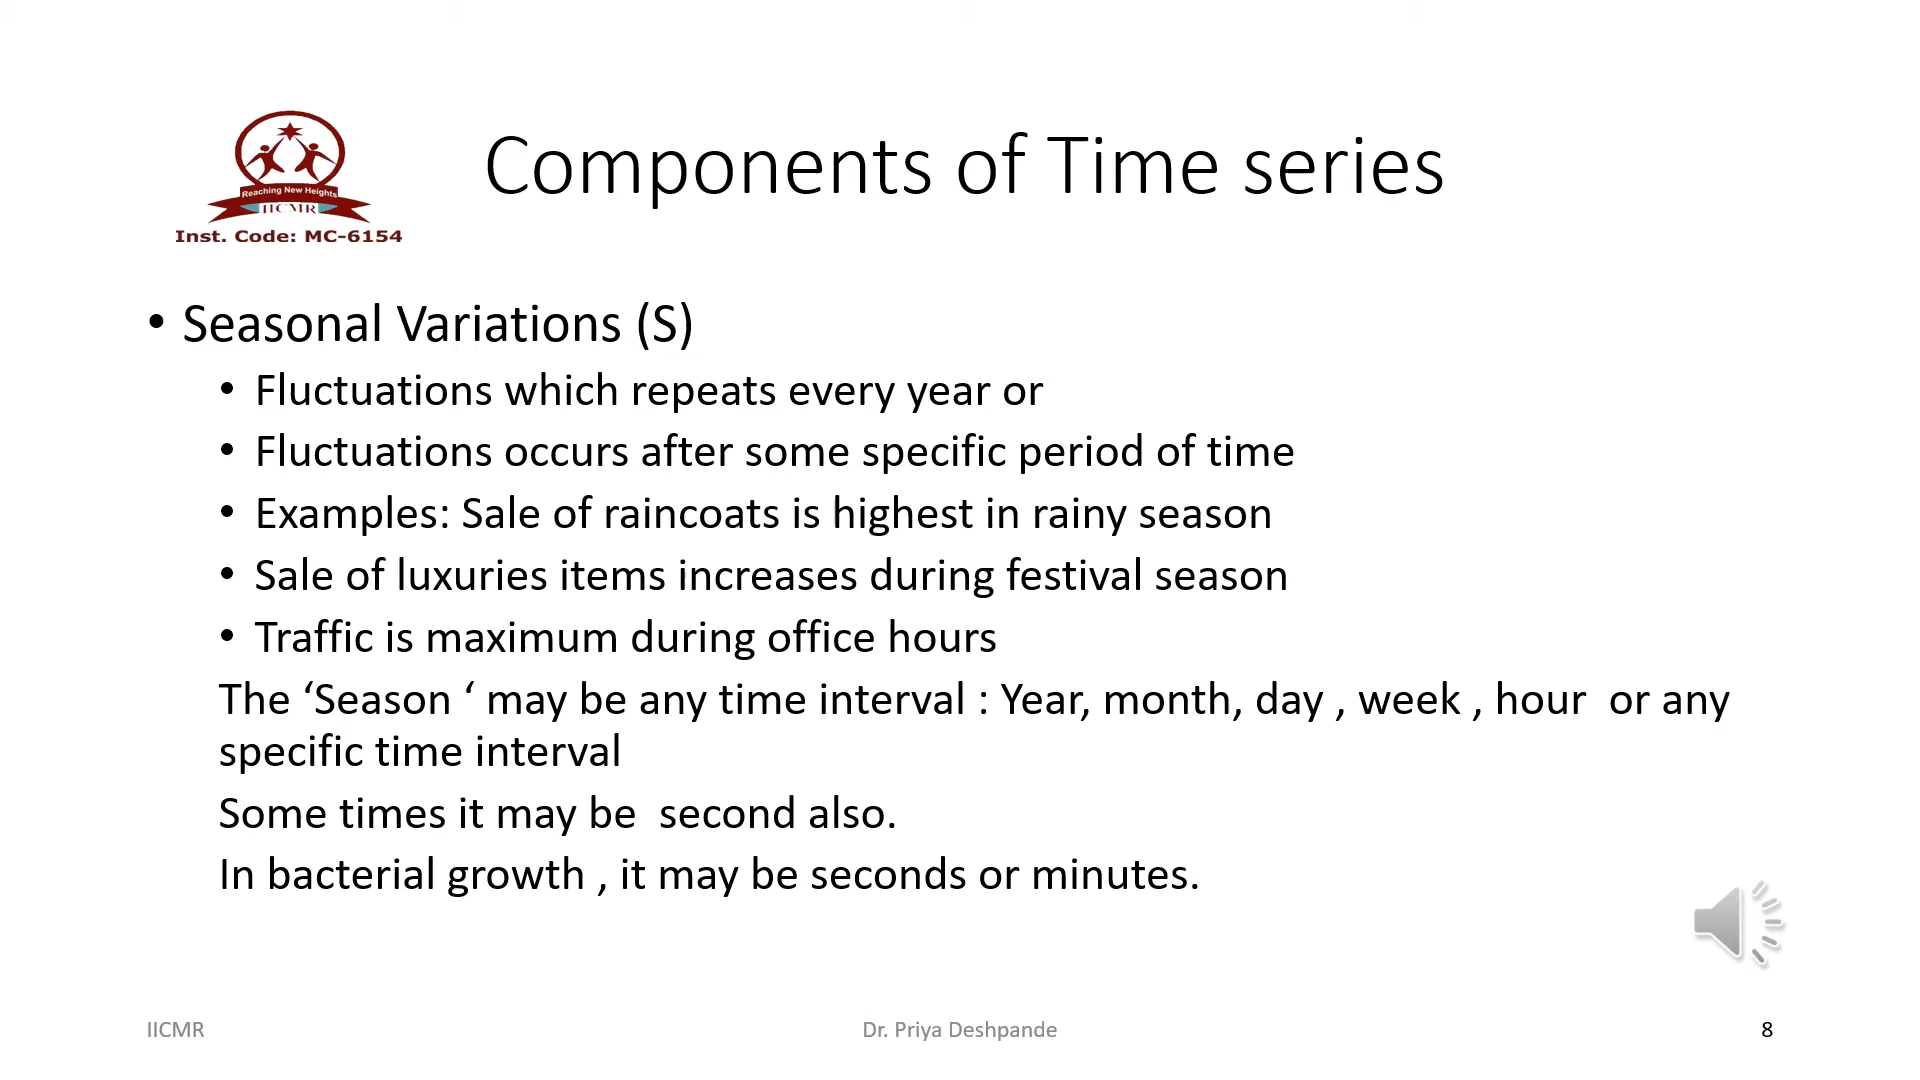 Reaching New Heights
IICMR
Inst. Code: MC-6154
Components of Time series
• Seasonal Variations (S)
• Fluctuations which repeats every year or
• Fluctuations occurs after some specific period of time
• Examples: Sale of raincoats is highest in rainy season
• Sale of luxuries items increases during festival season
• Traffic is maximum during office hours
The ‘Season ‘ may be any time interval : Year, month, day , week , hour  or any
specific time interval
Some times it may be  second also.
In bacterial growth , it may be seconds or minutes.
IICMR
Dr. Priya Deshpande
8